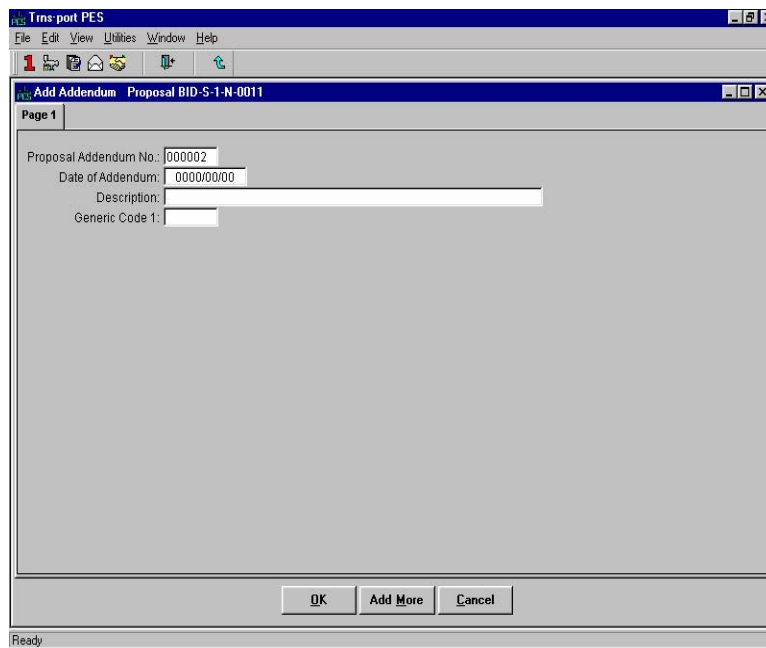 Trns·port PES
File Edit View Utilities Window Help
1
Add Addendum Proposal BID-S-1-N-0011
Page 1
Proposal Addendum No.: 000002
Date of Addendum: 0000/00/00
Description:
Generic Code 1:
OK Add More Cancel
Ready